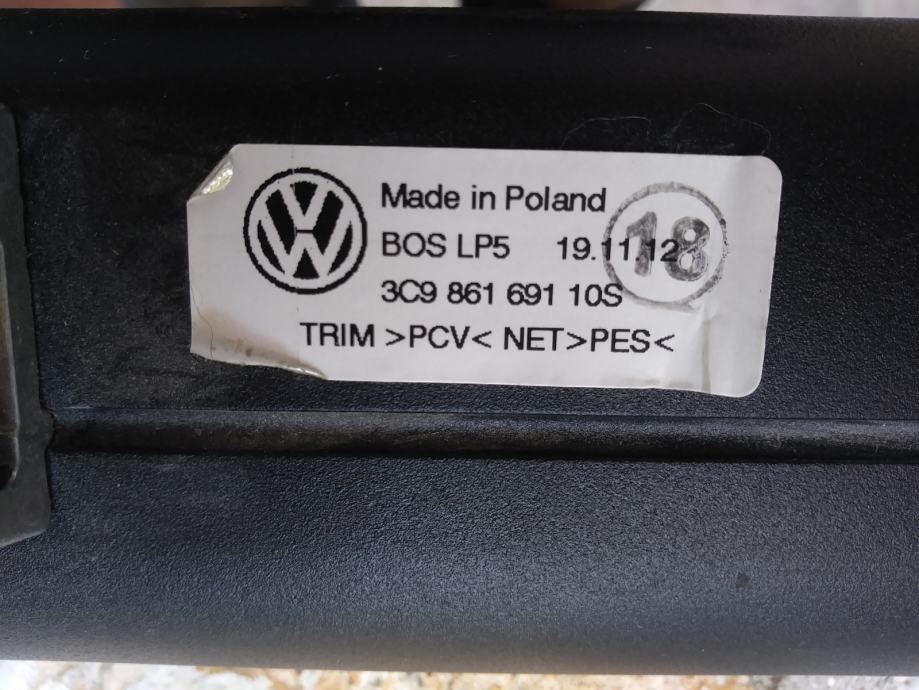 Made in Poland
BOS LP5 19.11.12
18
3C9 861 691 10S
TRIM >PCV< NET>PES<